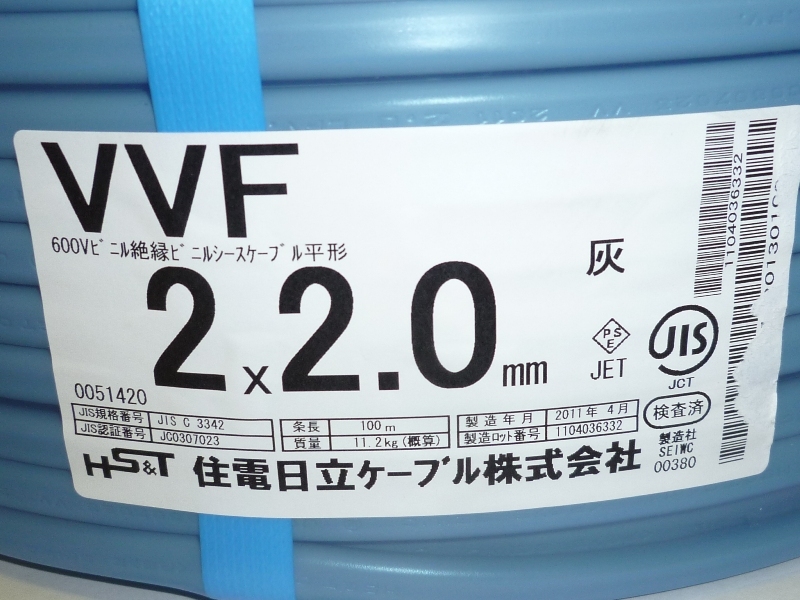 VVF
600Vビニル絶縁ビニルシースケーブル平形
2x2.0mm
灰
PSE
JET
JIS
JCT
検査済
製造社
SEIWC
00380
0051420
JIS規格番号 JIS C 3342
JIS認証番号 JC0307023
条長 100m
質量 11.2kg(概算)
製造年月 2011年 4月
製造ロット番号 1104036332
HS&T 住電日立ケーブル株式会社
1104036332